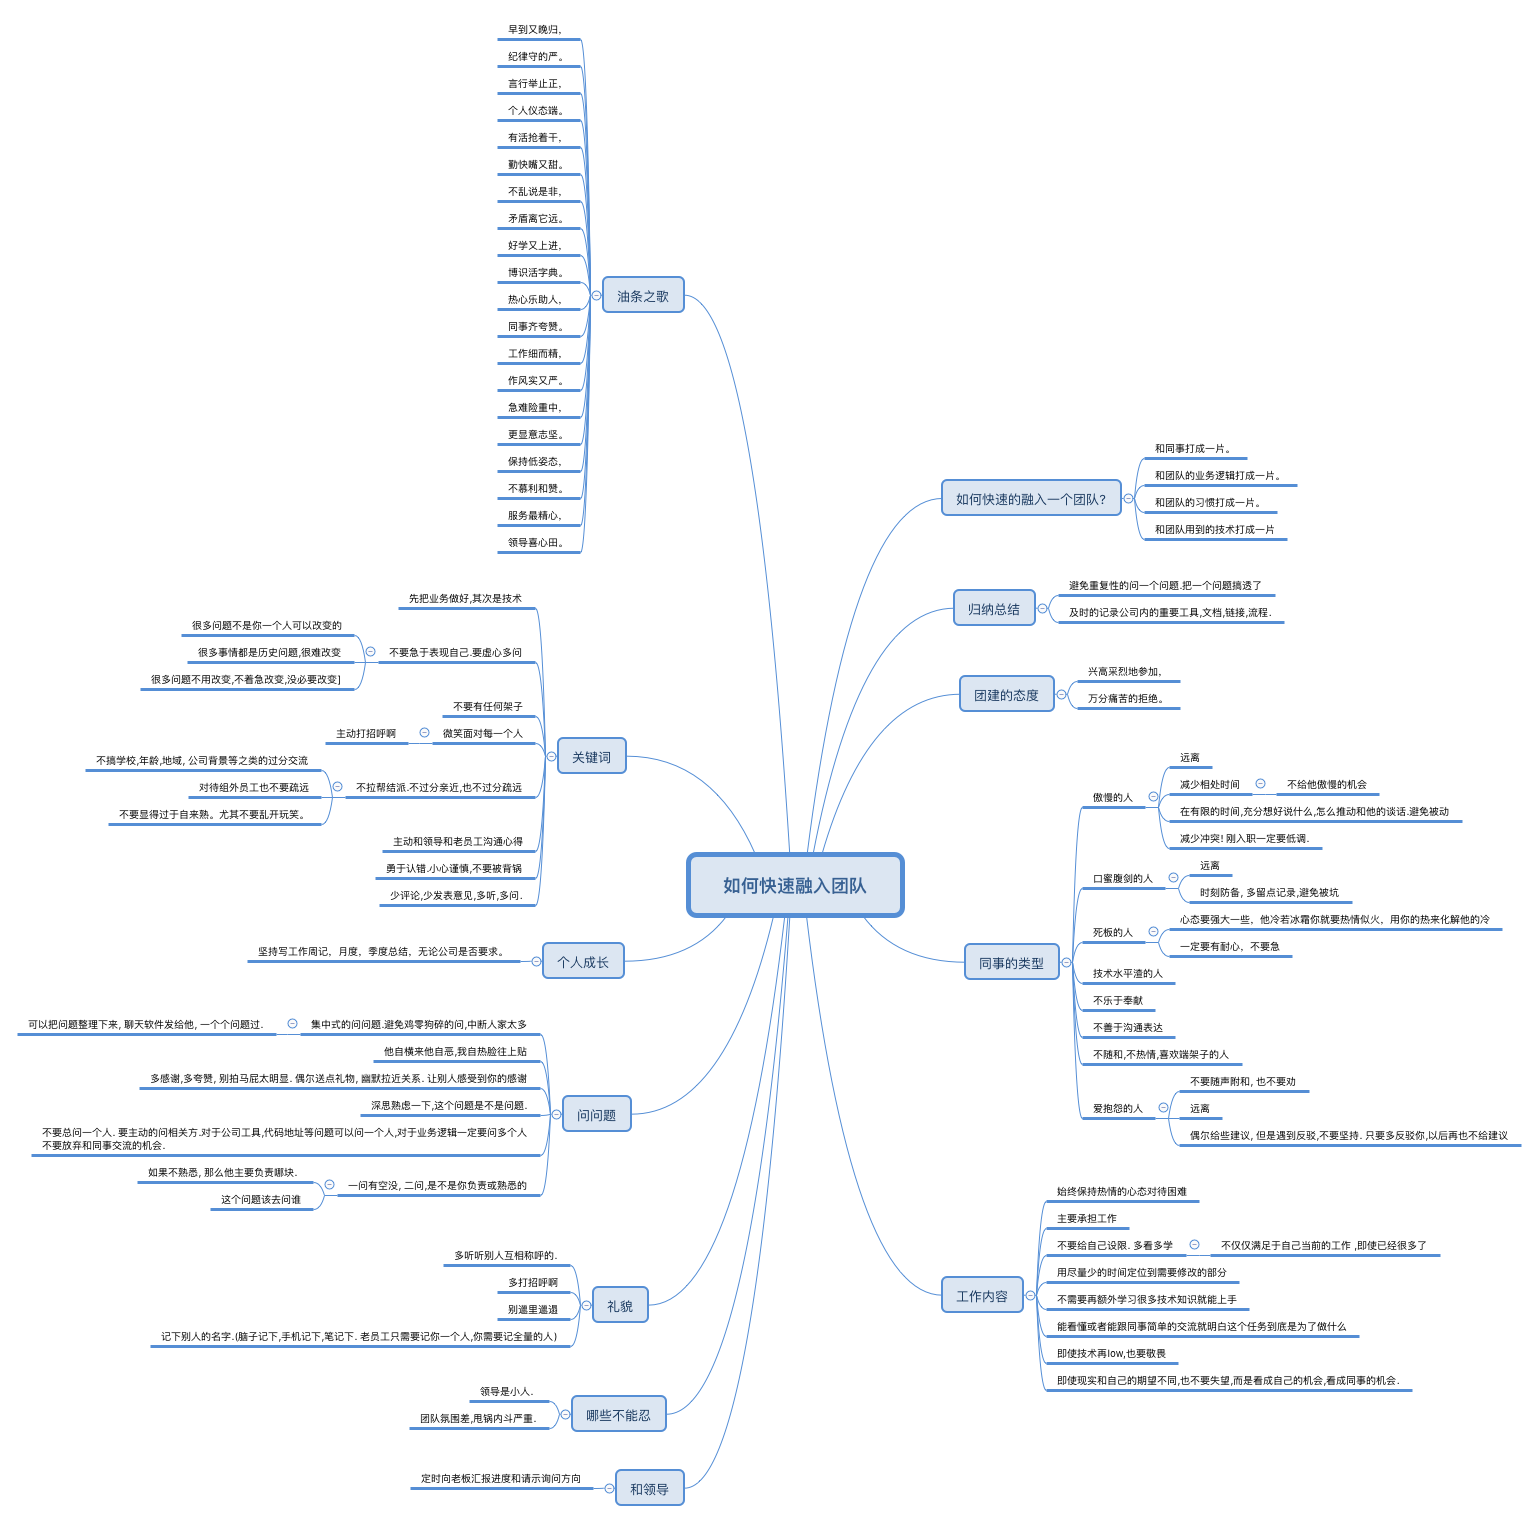 如何快速融入团队
如何快速的融入一个团队?
和同事打成一片。
和团队的业务逻辑打成一片。
和团队的习惯打成一片。
和团队用到的技术打成一片
归纳总结
避免重复性的问一个问题.把一个问题搞透了
及时的记录公司内的重要工具,文档,链接,流程.
团建的态度
兴高采烈地参加，
万分痛苦的拒绝。
同事的类型
傲慢的人
远离
减少相处时间
不给他傲慢的机会
在有限的时间,充分想好说什么,怎么推动和他的谈话.避免被动
减少冲突! 刚入职一定要低调.
口蜜腹剑的人
远离
时刻防备, 多留点记录,避免被坑
死板的人
心态要强大一些，他冷若冰霜你就要热情似火，用你的热来化解他的冷
一定要有耐心，不要急
技术水平渣的人
不乐于奉献
不善于沟通表达
不随和,不热情,喜欢端架子的人
爱抱怨的人
不要随声附和, 也不要劝
远离
偶尔给些建议, 但是遇到反驳,不要坚持. 只要多反驳你,以后再也不给建议
工作内容
始终保持热情的心态对待困难
主要承担工作
不要给自己设限. 多看多学
不仅仅满足于自己当前的工作 ,即使已经很多了
用尽量少的时间定位到需要修改的部分
不需要再额外学习很多技术知识就能上手
能看懂或者能跟同事简单的交流就明白这个任务到底是为了做什么
即使技术再low,也要敬畏
即使现实和自己的期望不同,也不要失望,而是看成自己的机会,看成同事的机会.
油条之歌
早到又晚归，
纪律守的严。
言行举止正，
个人仪态端。
有活抢着干，
勤快嘴又甜。
不乱说是非，
矛盾离它远。
好学又上进，
博识活字典。
热心乐助人，
同事齐夸赞。
工作细而精，
作风实又严。
急难险重中，
更显意志坚。
保持低姿态，
不慕利和赞。
服务最精心，
领导喜心田。
关键词
先把业务做好,其次是技术
不要急于表现自己.要虚心多问
很多问题不是你一个人可以改变的
很多事情都是历史问题,很难改变
很多问题不用改变,不着急改变,没必要改变]
不要有任何架子
微笑面对每一个人
主动打招呼啊
不拉帮结派.不过分亲近,也不过分疏远
不搞学校,年龄,地域, 公司背景等之类的过分交流
对待组外员工也不要疏远
不要显得过于自来熟。尤其不要乱开玩笑。
主动和领导和老员工沟通心得
勇于认错.小心谨慎,不要被背锅
少评论,少发表意见,多听,多问.
个人成长
坚持写工作周记，月度，季度总结，无论公司是否要求。
问问题
集中式的问问题.避免鸡零狗碎的问,中断人家太多
可以把问题整理下来, 聊天软件发给他, 一个个问题过.
他自横来他自恶,我自热脸往上贴
多感谢,多夸赞, 别拍马屁太明显. 偶尔送点礼物, 幽默拉近关系. 让别人感受到你的感谢
深思熟虑一下,这个问题是不是问题.
不要总问一个人. 要主动的问相关方.对于公司工具,代码地址等问题可以问一个人,对于业务逻辑一定要问多个人
不要放弃和同事交流的机会.
一问有空没, 二问,是不是你负责或熟悉的
如果不熟悉, 那么他主要负责哪块.
这个问题该去问谁
礼貌
多听听别人互相称呼的.
多打招呼啊
别邋里邋遢
记下别人的名字.(脑子记下,手机记下,笔记下. 老员工只需要记你一个人,你需要记全量的人)
哪些不能忍
领导是小人.
团队氛围差,甩锅内斗严重.
和领导
定时向老板汇报进度和请示询问方向